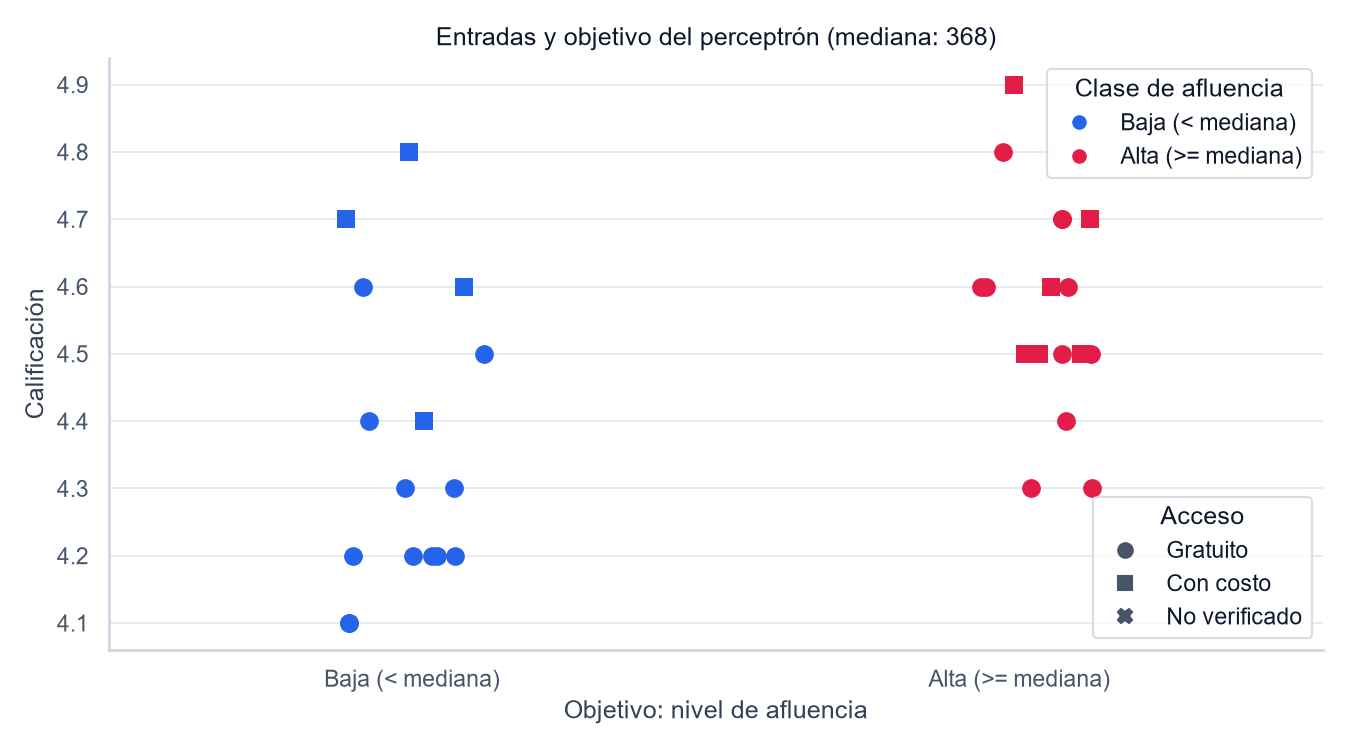 Entradas y objetivo del perceptrón (mediana: 368)
Clase de afluencia
Baja (< mediana)
Alta (>= mediana)
4.9
4.8
4.7
4.6
4.5
4.4
4.3
4.2
4.1
Calificación
Acceso
Gratuito
Con costo
No verificado
Baja (< mediana)
Alta (>= mediana)
Objetivo: nivel de afluencia